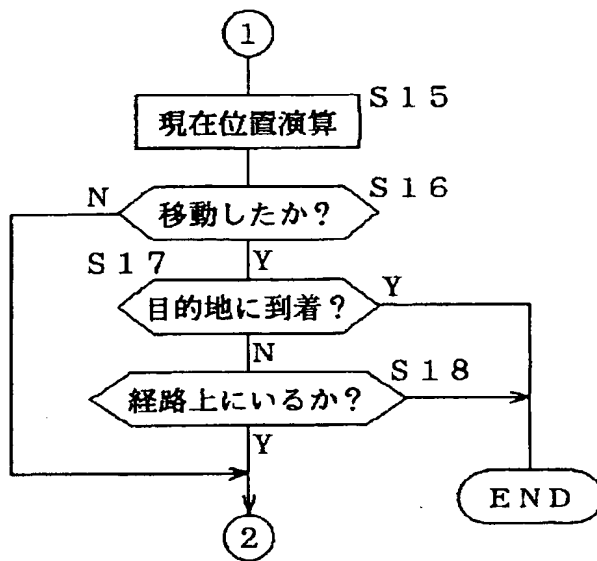 1
S15
現在位置演算
N
S16
移動したか?
S17
Y
目的地に到着?
Y
N
S18
経路上にいるか?
Y
END
2